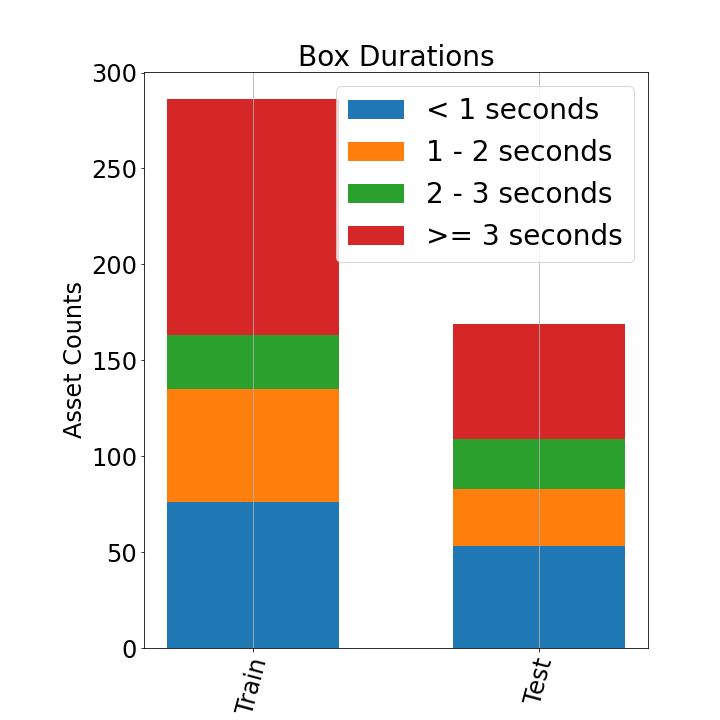 Box Durations
300
250
200
150
100
50
0
Asset Counts
< 1 seconds
1 - 2 seconds
2 - 3 seconds
>= 3 seconds
Train
Test